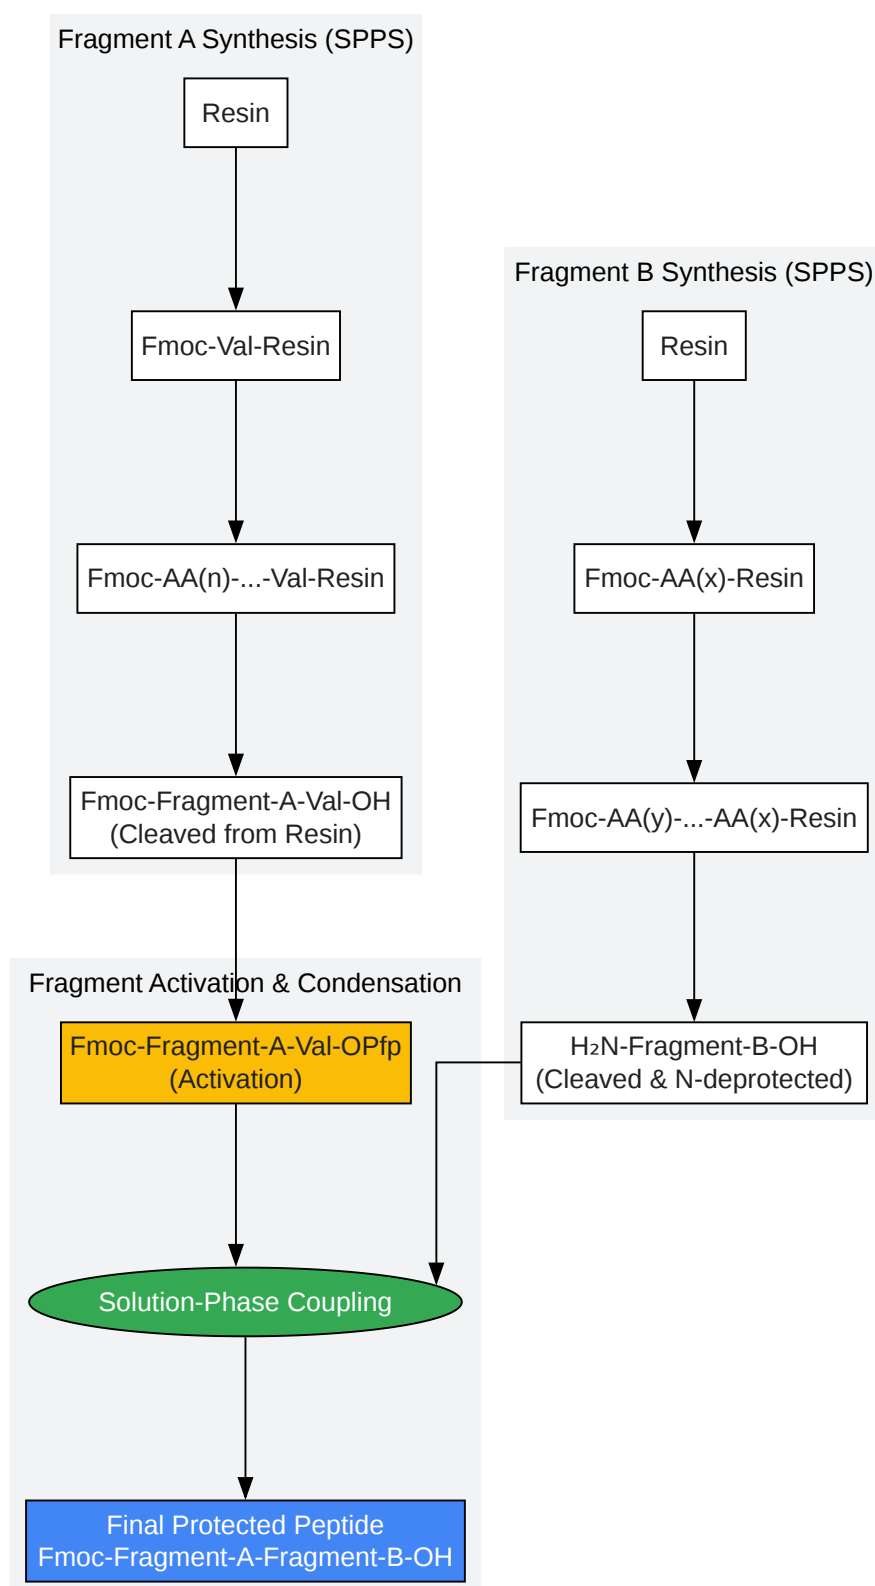 Fragment A Synthesis (SPPS)
Resin
Fmoc-Val-Resin
Fmoc-AA(n)-...-Val-Resin
Fmoc-Fragment-A-Val-OH
(Cleaved from Resin)
Fragment B Synthesis (SPPS)
Resin
Fmoc-AA(x)-Resin
Fmoc-AA(y)-...-AA(x)-Resin
H₂N-Fragment-B-OH
(Cleaved & N-deprotected)
Fragment Activation & Condensation
Fmoc-Fragment-A-Val-OPfp
(Activation)
Solution-Phase Coupling
Final Protected Peptide
Fmoc-Fragment-A-Fragment-B-OH